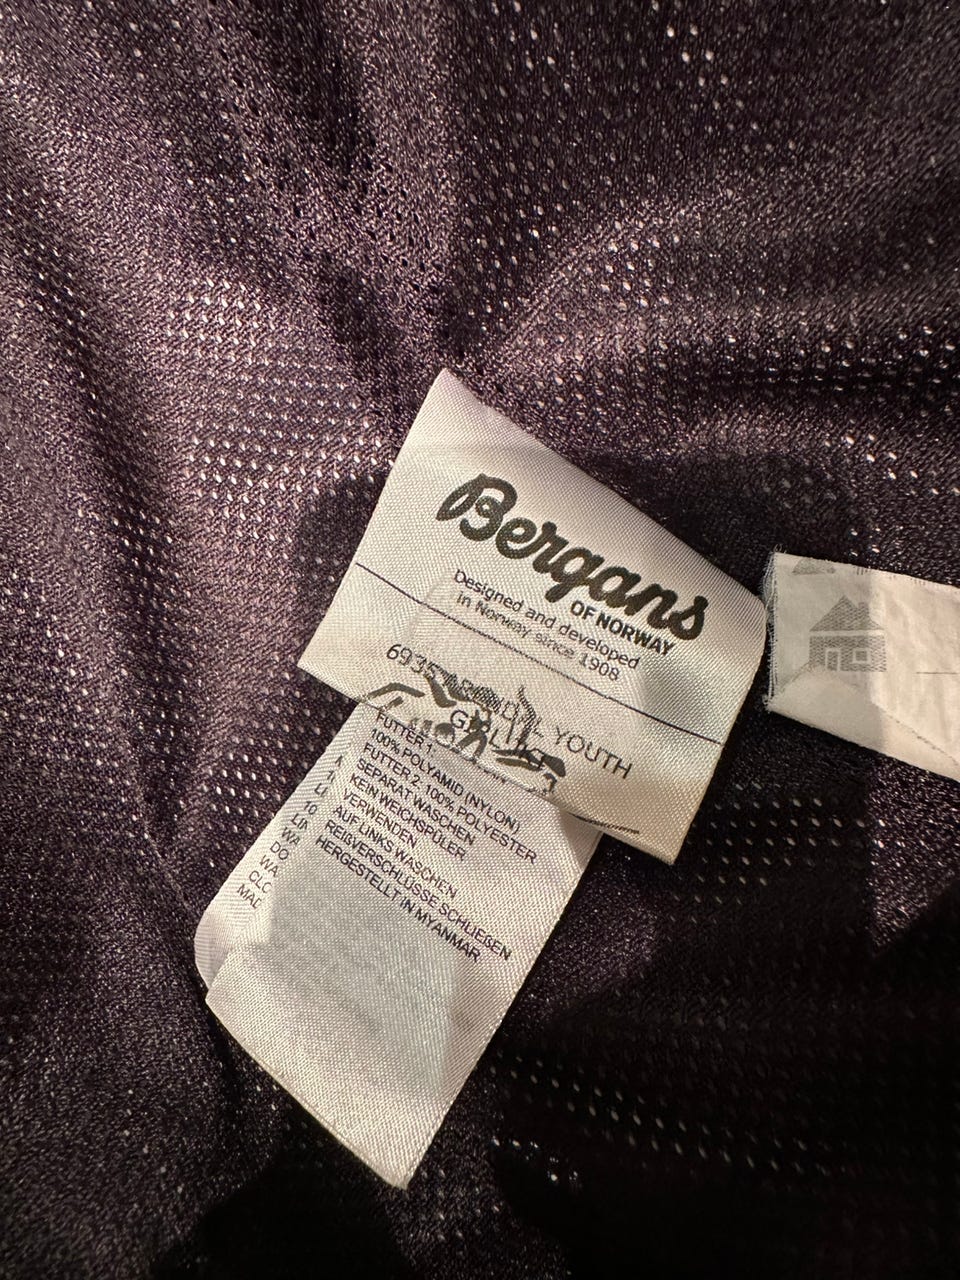 Bergans
OF NORWAY
Designed and developed
in Norway since 1908
YOUTH
FUTTER 1
100% POLYAMID (NYLON)
FUTTER 2, 100% POLYESTER
SEPARAT WASCHEN
KEIN WEICHSPÜLER
VERWENDEN
AUF LINKS WASCHEN
REIßVERSCHLÜSSE SCHLIEßEN
HERGESTELLT IN MYANMAR